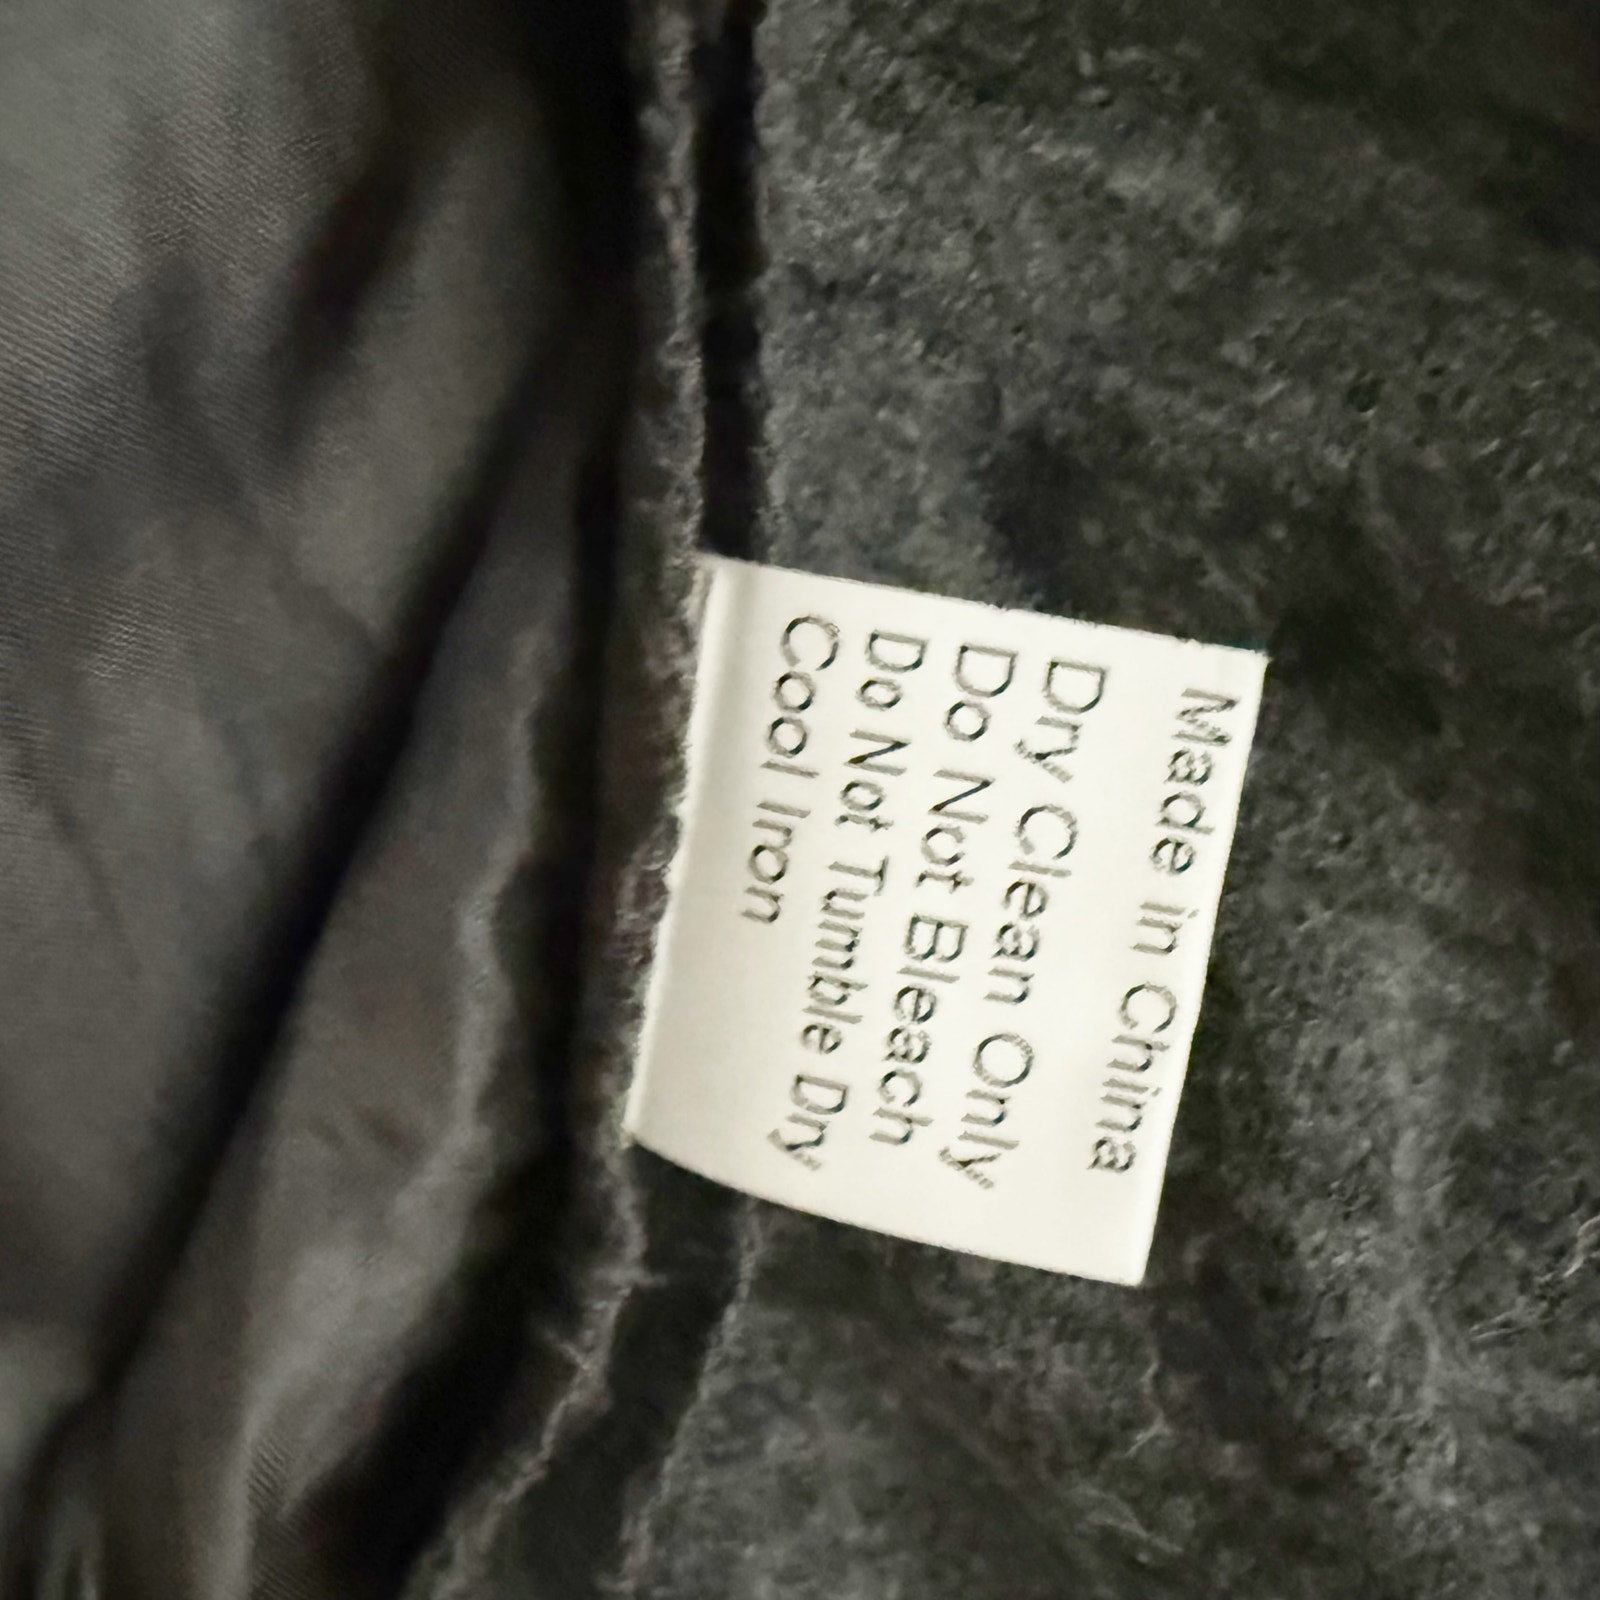 Made in China
Dry Clean Only
Do Not Bleach
Do Not Tumble Dry
Cool Iron